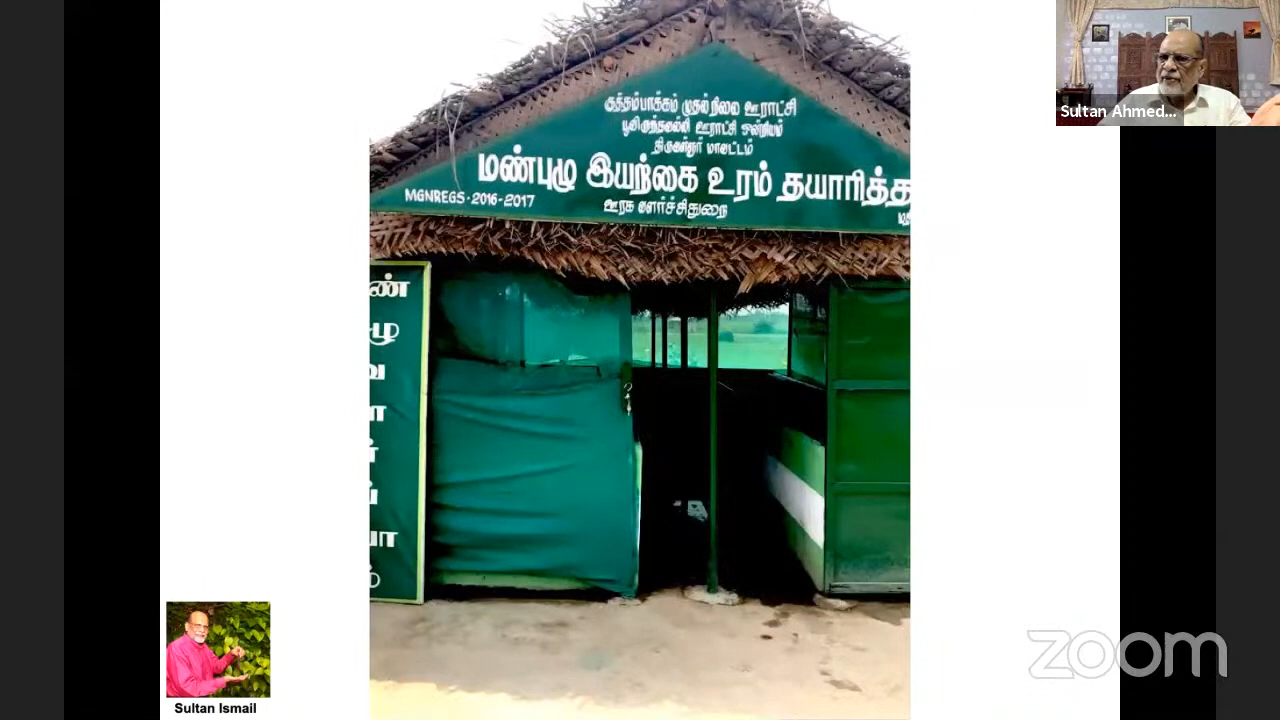 Sultan Ahmed...
குத்தம்பாக்கம் முதல் நிலை ஊராட்சி
பூவிருந்தவல்லி ஊராட்சி ஒன்றியம்
திருவள்ளூர் மாவட்டம்
மண்புழு இயற்கை உரம் தயாரித்த
MGNREGS-2016-2017
ஊரக வளர்ச்சிதுறை
ண்
ழு
Sultan Ismail
zoom